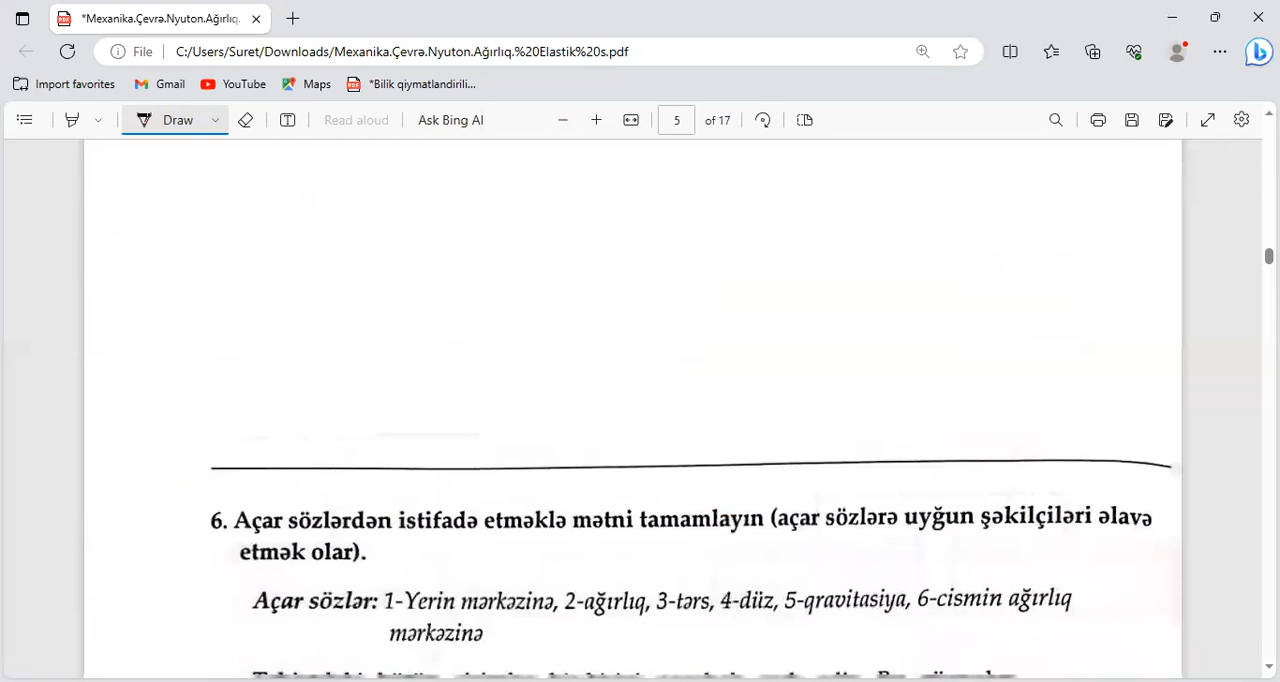 *Mexanika.Çevrə.Nyuton.Ağırlıq.
File
C:/Users/Suret/Downloads/Mexanika.Çevrə.Nyuton.Ağırlıq.%20Elastik%20s.pdf
Import favorites
Gmail
YouTube
Maps
*Bilik qiymatlandirili...
Draw
Read aloud
Ask Bing AI
5
of 17
6. Açar sözlərdən istifadə etməklə mətni tamamlayın (açar sözlərə uyğun şəkilçiləri əlavə
etmək olar).
Açar sözlər: 1-Yerin mərkəzinə, 2-ağırlıq, 3-tərs, 4-düz, 5-qravitasiya, 6-cismin ağırlıq
mərkəzinə